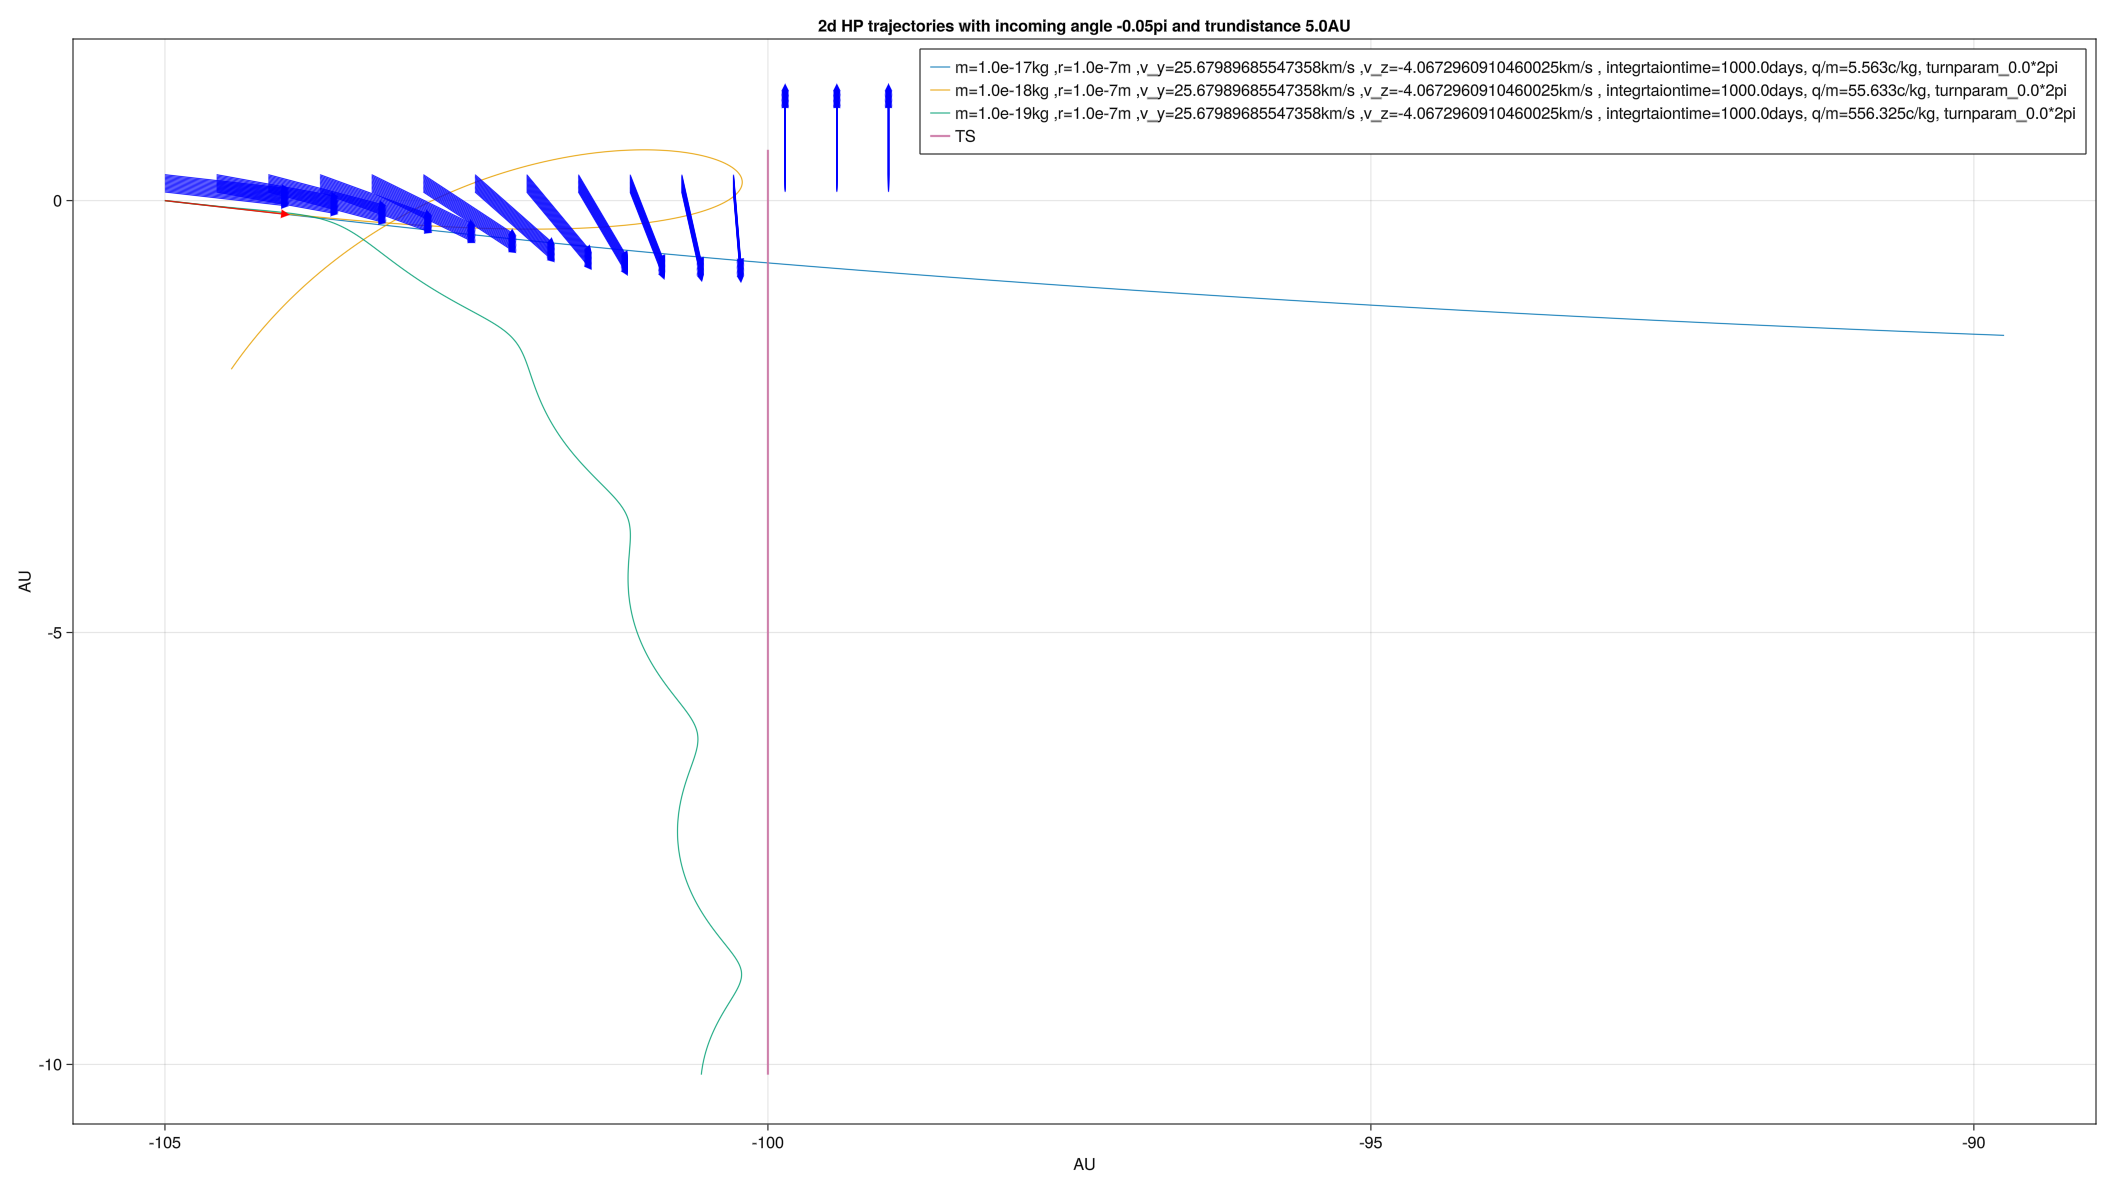 2d HP trajectories with incoming angle -0.05pi and trundistance 5.0AU
m=1.0e-17kg ,r=1.0e-7m ,v_y=25.67989685547358km/s ,v_z=-4.0672960910460025km/s , integrtaiontime=1000.0days, q/m=5.563c/kg, turnparam_0.0*2pi
m=1.0e-18kg ,r=1.0e-7m ,v_y=25.67989685547358km/s ,v_z=-4.0672960910460025km/s , integrtaiontime=1000.0days, q/m=55.633c/kg, turnparam_0.0*2pi
m=1.0e-19kg ,r=1.0e-7m ,v_y=25.67989685547358km/s ,v_z=-4.0672960910460025km/s , integrtaiontime=1000.0days, q/m=556.325c/kg, turnparam_0.0*2pi
TS
0
AU
-5
-10
-105
-100
-95
-90
AU